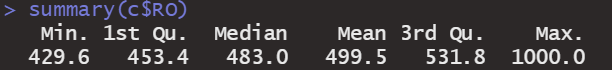 > summary(c$RO)
Min. 1st Qu. Median Mean 3rd Qu. Max.
429.6 453.4 483.0 499.5 531.8 1000.0